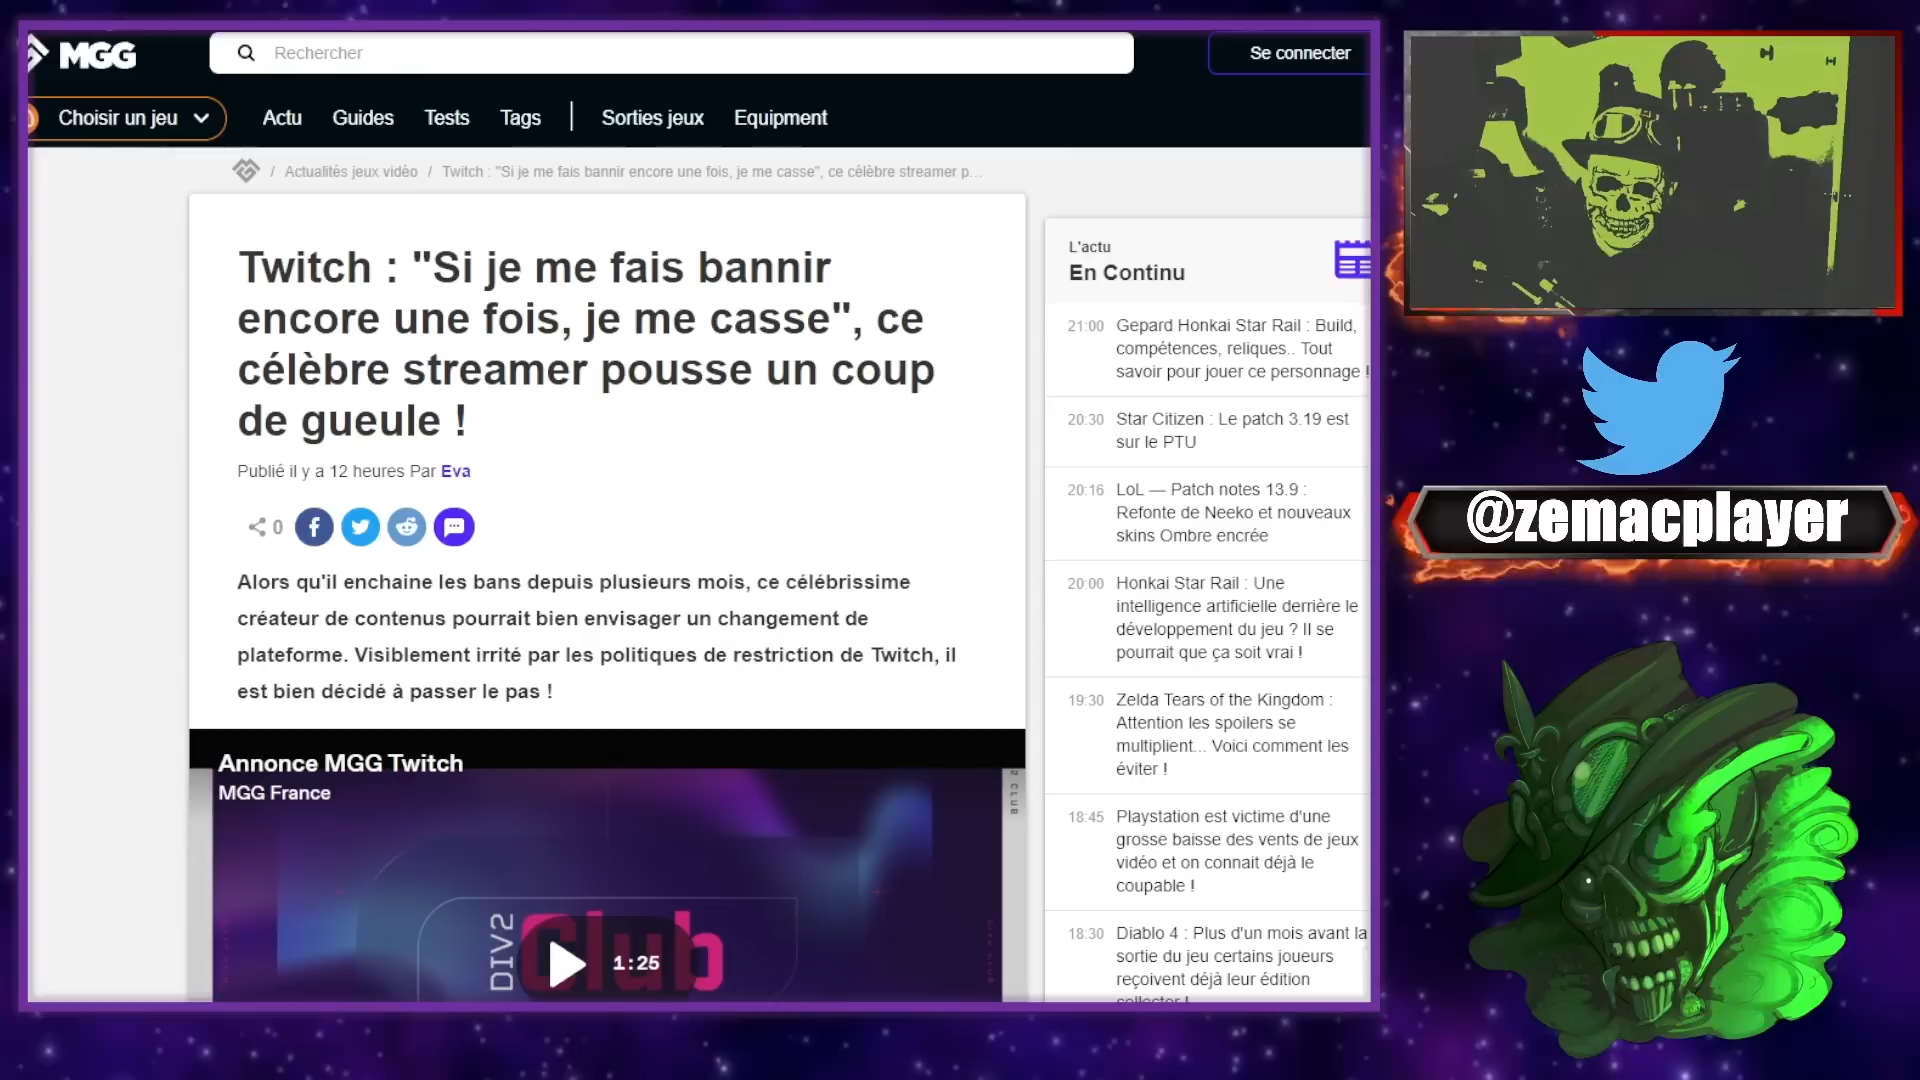 MGG
Rechercher
Se connecter
Choisir un jeu
Actu
Guides
Tests
Tags
Sorties jeux
Equipment
/ Actualités jeux vidéo / Twitch : "Si je me fais bannir encore une fois, je me casse", ce célèbre streamer p...
Twitch : "Si je me fais bannir
encore une fois, je me casse", ce
célèbre streamer pousse un coup
de gueule !
Publié il y a 12 heures Par Eva
0
Alors qu'il enchaine les bans depuis plusieurs mois, ce célébrissime
créateur de contenus pourrait bien envisager un changement de
plateforme. Visiblement irrité par les politiques de restriction de Twitch, il
est bien décidé à passer le pas !
Annonce MGG Twitch
MGG France
DIV2
Club
1:25
L'actu
En Continu
21:00 Gepard Honkai Star Rail : Build,
compétences, reliques.. Tout
savoir pour jouer ce personnage !
20:30 Star Citizen : Le patch 3.19 est
sur le PTU
20:16 LoL — Patch notes 13.9 :
Refonte de Neeko et nouveaux
skins Ombre encrée
20:00 Honkai Star Rail : Une
intelligence artificielle derrière le
développement du jeu ? Il se
pourrait que ça soit vrai !
19:30 Zelda Tears of the Kingdom :
Attention les spoilers se
multiplient... Voici comment les
éviter !
18:45 Playstation est victime d'une
grosse baisse des vents de jeux
vidéo et on connait déjà le
coupable !
18:30 Diablo 4 : Plus d'un mois avant la
sortie du jeu certains joueurs
reçoivent déjà leur édition
collector !
@zemacplayer